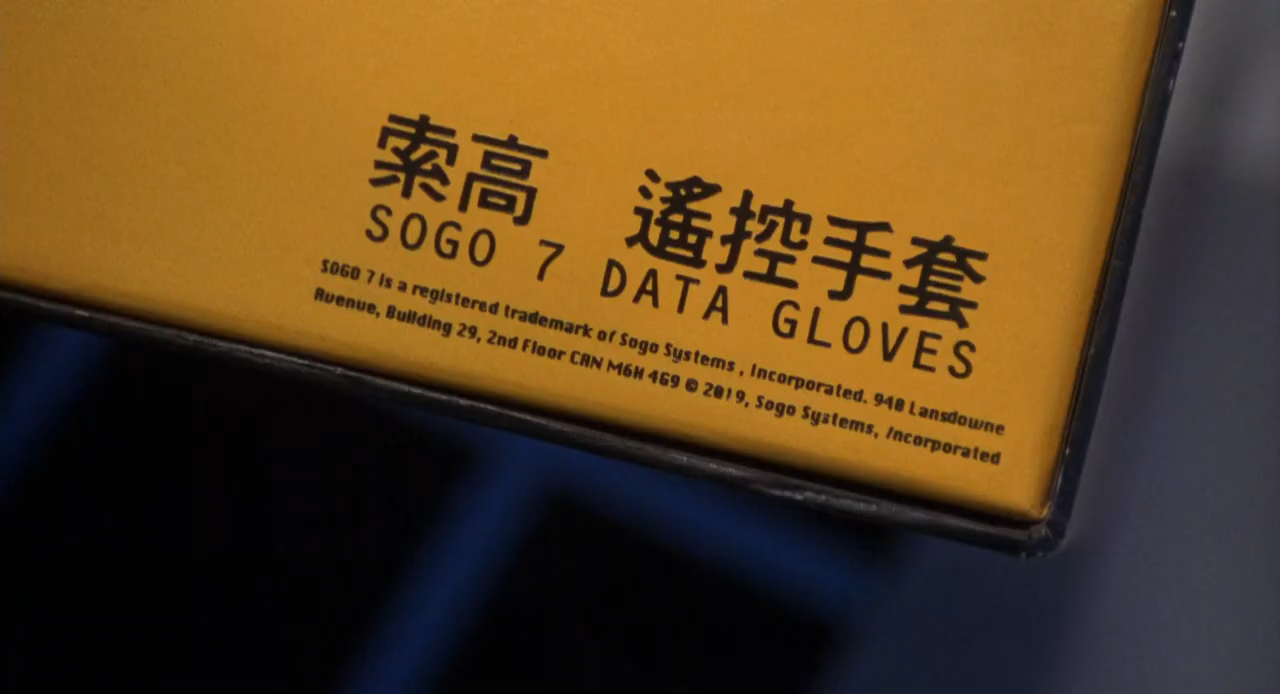 索高 遙控手套
SOGO 7 DATA GLOVES
SOGO 7 is a registered trademark of Sogo Systems , Incorporated. 948 Lansdowne
Avenue, Building 29, 2nd Floor CAN M6H 4G9 © 2019, Sogo Systems, Incorporated